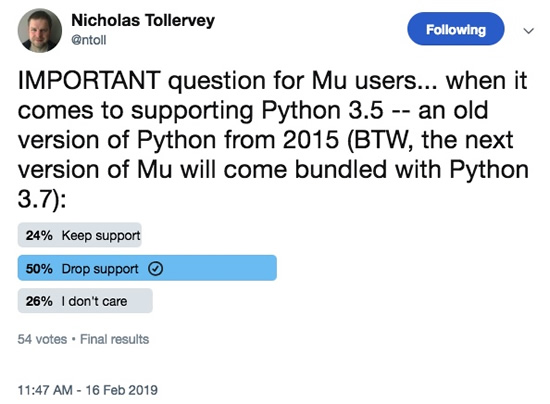 Nicholas Tollervey
@ntoll
Following
IMPORTANT question for Mu users... when it
comes to supporting Python 3.5 -- an old
version of Python from 2015 (BTW, the next
version of Mu will come bundled with Python
3.7):
24% Keep support
50% Drop support
26% I don't care
54 votes • Final results
11:47 AM - 16 Feb 2019